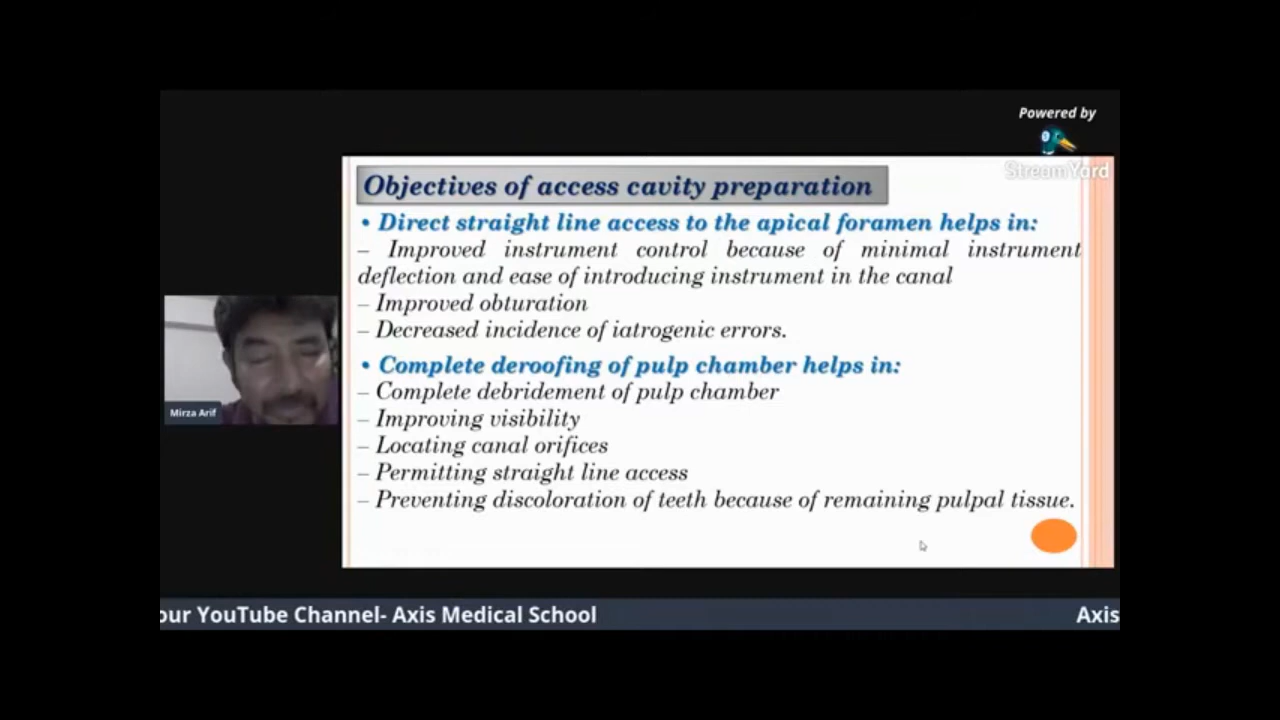 Powered by
StreamYard
Objectives of access cavity preparation
• Direct straight line access to the apical foramen helps in:
– Improved instrument control because of minimal instrument
deflection and ease of introducing instrument in the canal
– Improved obturation
– Decreased incidence of iatrogenic errors.
• Complete deroofing of pulp chamber helps in:
– Complete debridement of pulp chamber
– Improving visibility
– Locating canal orifices
– Permitting straight line access
– Preventing discoloration of teeth because of remaining pulpal tissue.
Mirza Arif
our YouTube Channel- Axis Medical School Axis